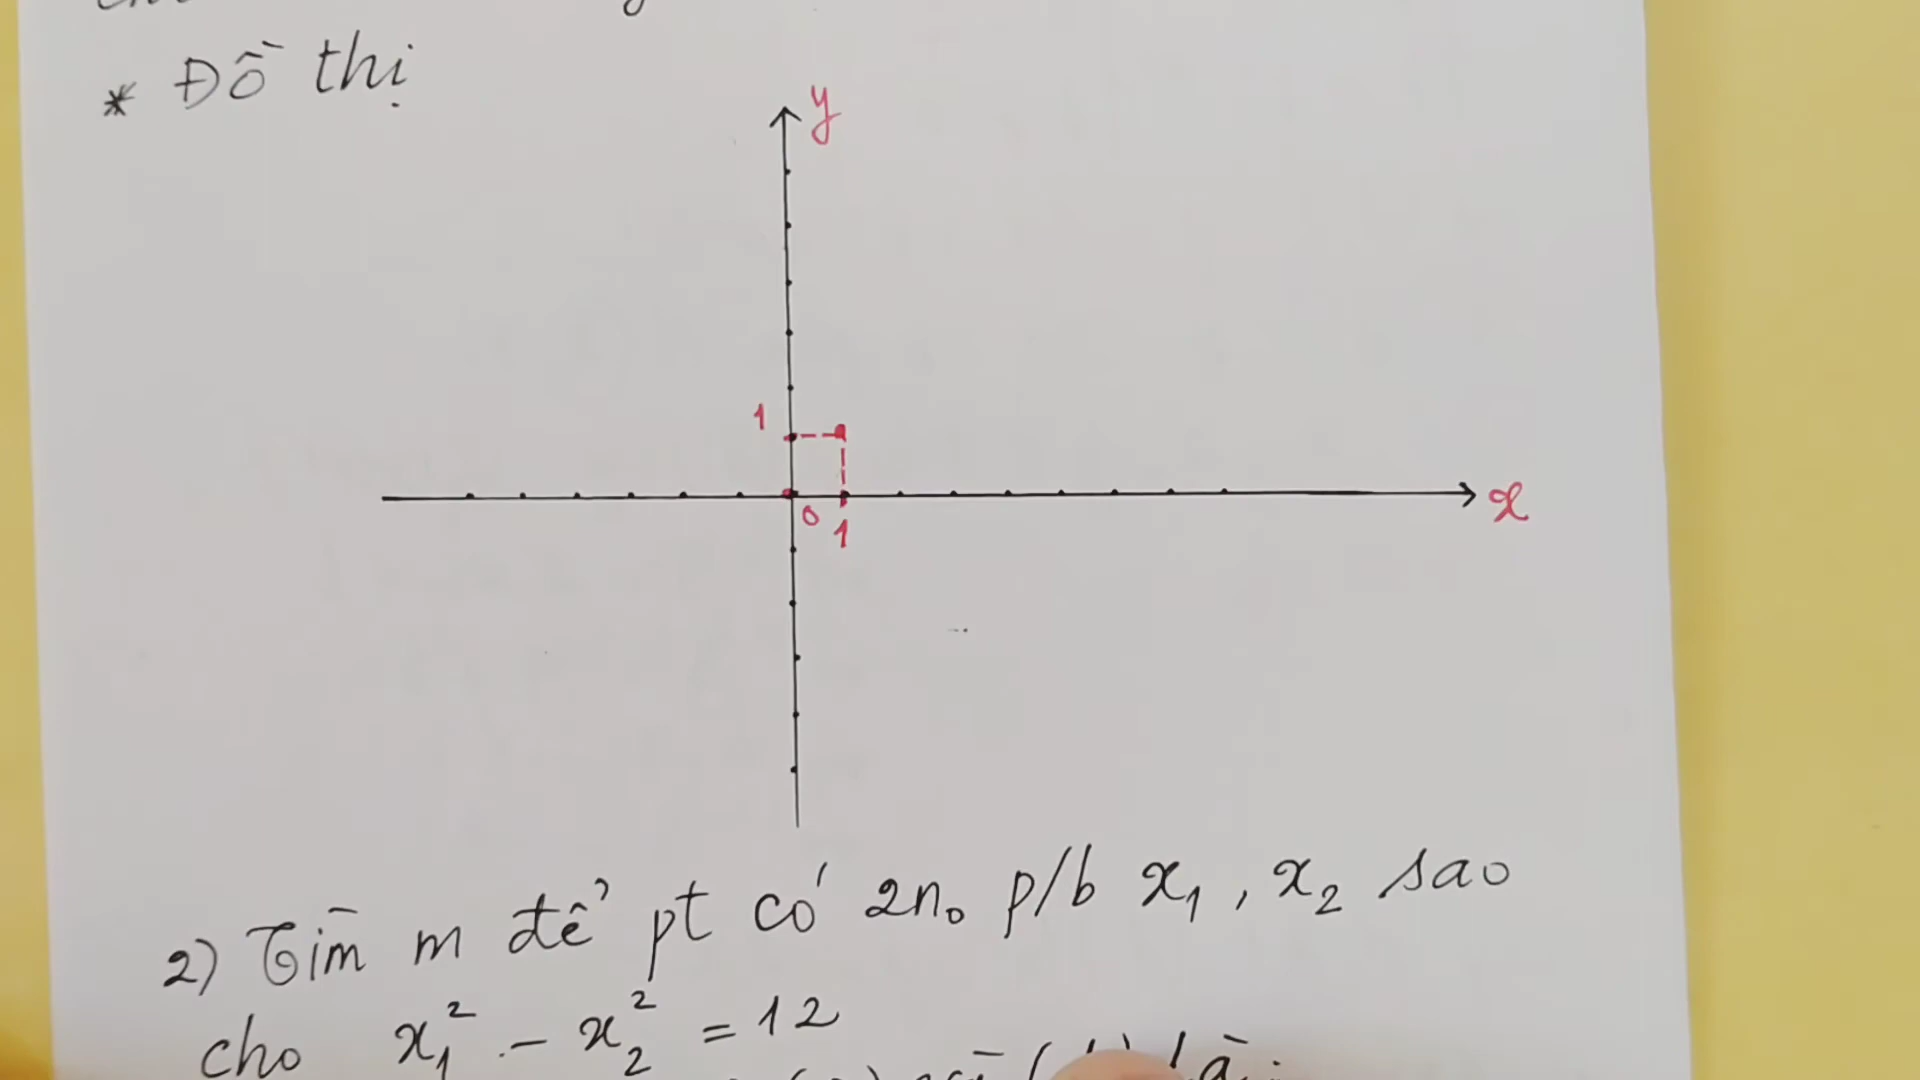 * Đồ thị
y
1
0 x
1
2) Tìm m để pt có 2n₀ p/b x₁, x₂ sao
cho x₁² - x₂² = 12